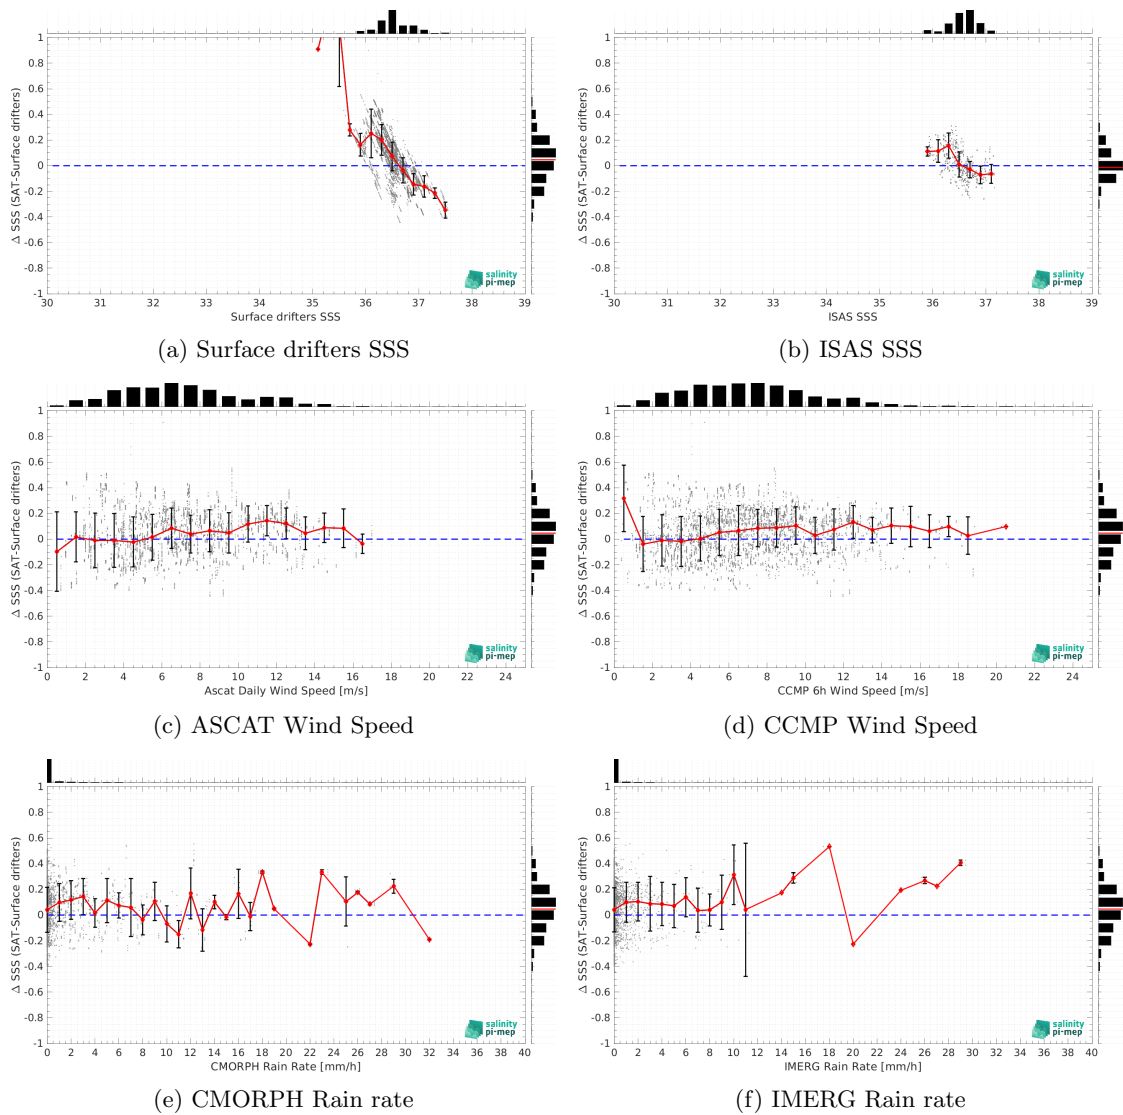 1
0.8
0.6
0.4
0.2
0
-0.2
-0.4
-0.6
-0.8
-1
Δ SSS (SAT-Surface drifters)
30 31 32 33 34 35 36 37 38 39
Surface drifters SSS
salinity
pi-mep
(a) Surface drifters SSS
1
0.8
0.6
0.4
0.2
0
-0.2
-0.4
-0.6
-0.8
-1
Δ SSS (SAT-Surface drifters)
30 31 32 33 34 35 36 37 38 39
ISAS SSS
salinity
pi-mep
(b) ISAS SSS
1
0.8
0.6
0.4
0.2
0
-0.2
-0.4
-0.6
-0.8
-1
Δ SSS (SAT-Surface drifters)
0 2 4 6 8 10 12 14 16 18 20 22 24
Ascat Daily Wind Speed [m/s]
salinity
pi-mep
(c) ASCAT Wind Speed
1
0.8
0.6
0.4
0.2
0
-0.2
-0.4
-0.6
-0.8
-1
Δ SSS (SAT-Surface drifters)
0 2 4 6 8 10 12 14 16 18 20 22 24
CCMP 6h Wind Speed [m/s]
salinity
pi-mep
(d) CCMP Wind Speed
1
0.8
0.6
0.4
0.2
0
-0.2
-0.4
-0.6
-0.8
-1
Δ SSS (SAT-Surface drifters)
0 2 4 6 8 10 12 14 16 18 20 22 24 26 28 30 32 34 36 38 40
CMORPH Rain Rate [mm/h]
salinity
pi-mep
(e) CMORPH Rain rate
1
0.8
0.6
0.4
0.2
0
-0.2
-0.4
-0.6
-0.8
-1
Δ SSS (SAT-Surface drifters)
0 2 4 6 8 10 12 14 16 18 20 22 24 26 28 30 32 34 36 38 40
IMERG Rain Rate [mm/h]
salinity
pi-mep
(f) IMERG Rain rate